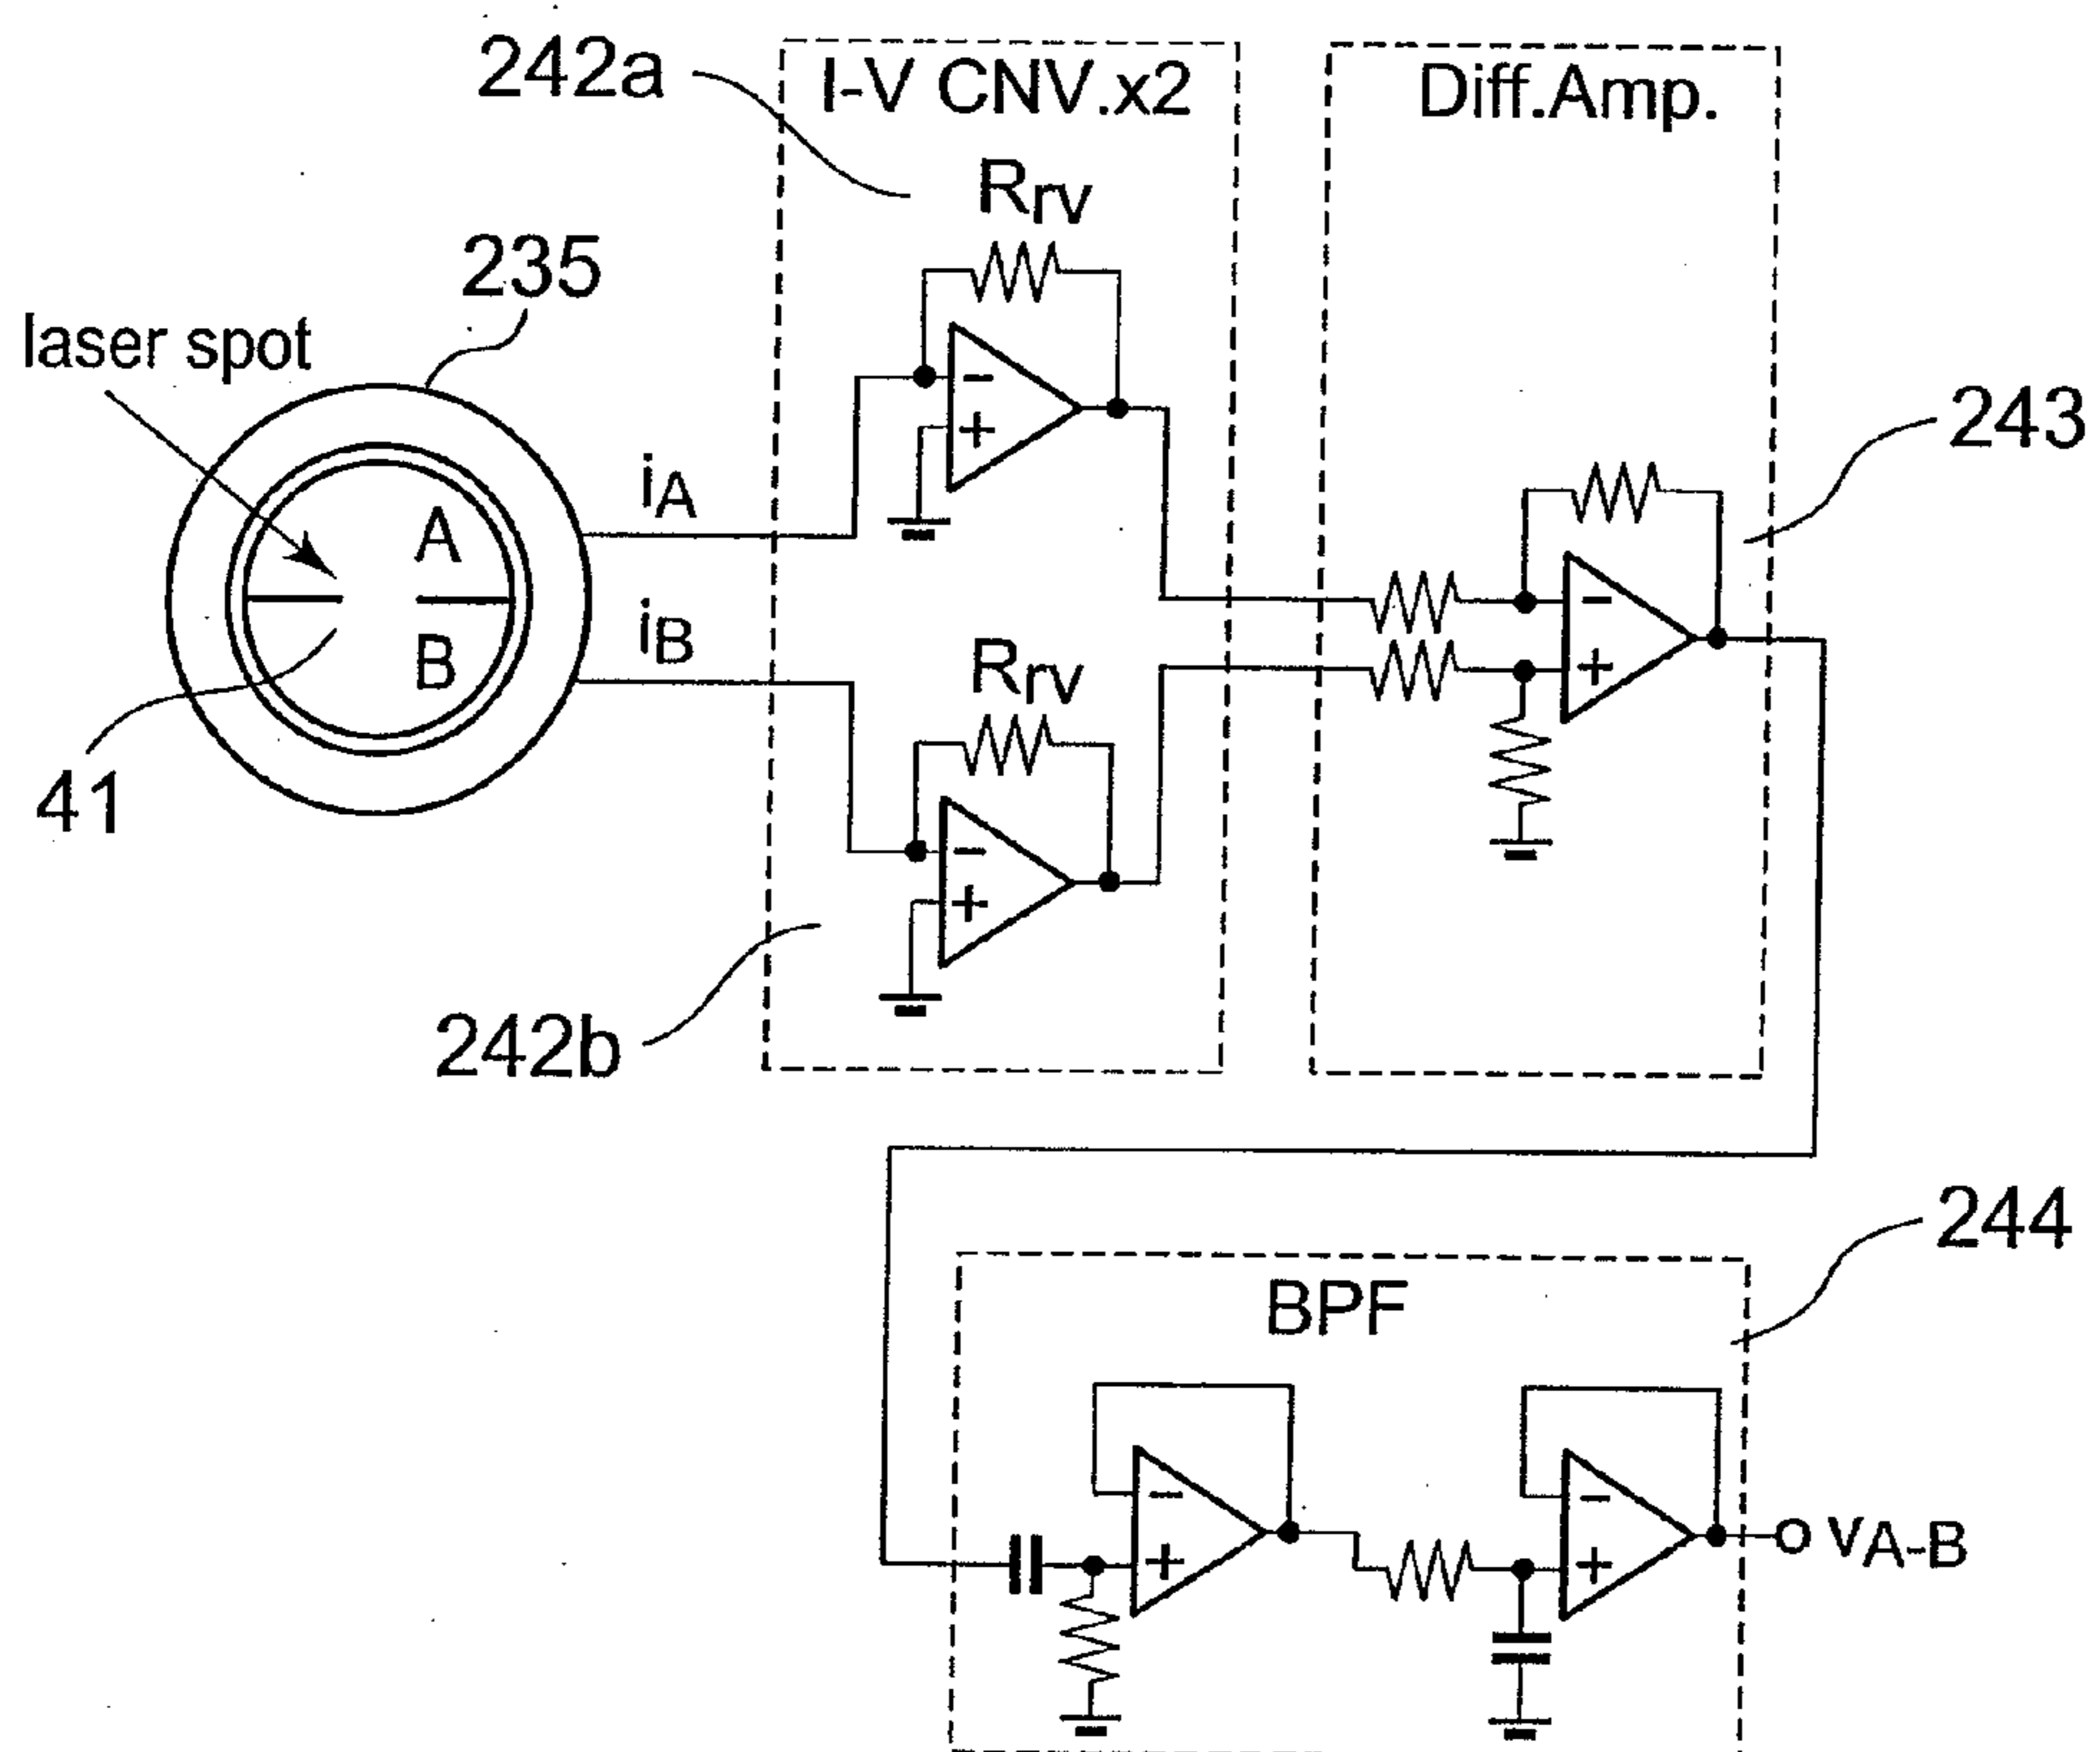 242a
I-V CNV.x2
Diff.Amp.
Rrv
235
laser spot
243
A
iA
B
iB
Rrv
41
242b
244
BPF
vA-B